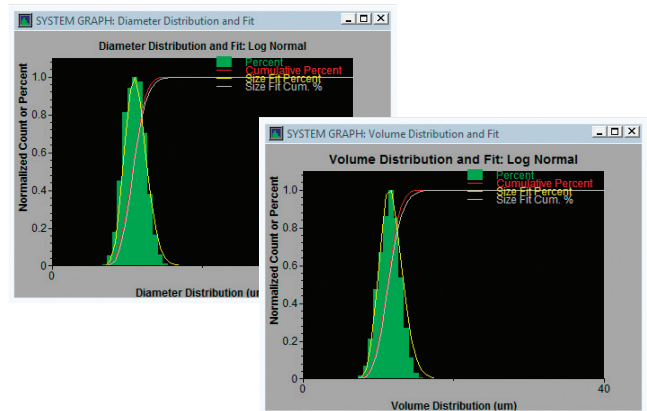 SYSTEM GRAPH: Diameter Distribution and Fit
Diameter Distribution and Fit: Log Normal
Percent
Cumulative Percent
Size Fit Percent
Size Fit Cum. %
Normalized Count or Percent
1.0
0.8
0.6
0.4
0.2
0
0
Diameter Distribution
SYSTEM GRAPH: Volume Distribution and Fit
Volume Distribution and Fit: Log Normal
Percent
Cumulative Percent
Size Fit Percent
Size Fit Cum. %
Normalized Count or Percent
1.0
0.8
0.6
0.4
0.2
0
0
40
Volume Distribution (um)